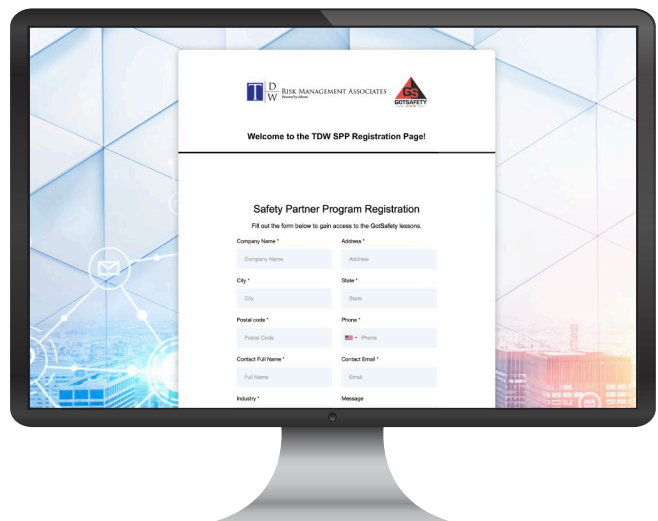 T D W RISK MANAGEMENT ASSOCIATES
GS
GOTSAFETY
Welcome to the TDW SPP Registration Page!
Safety Partner Program Registration
Fill out the form below to gain access to the GotSafety lessons.
Company Name * Address *
Company Name Address
City * State *
City State
Postal code * Phone *
Postal Code Phone
Contact Full Name * Contact Email *
Full Name Email
Industry * Message